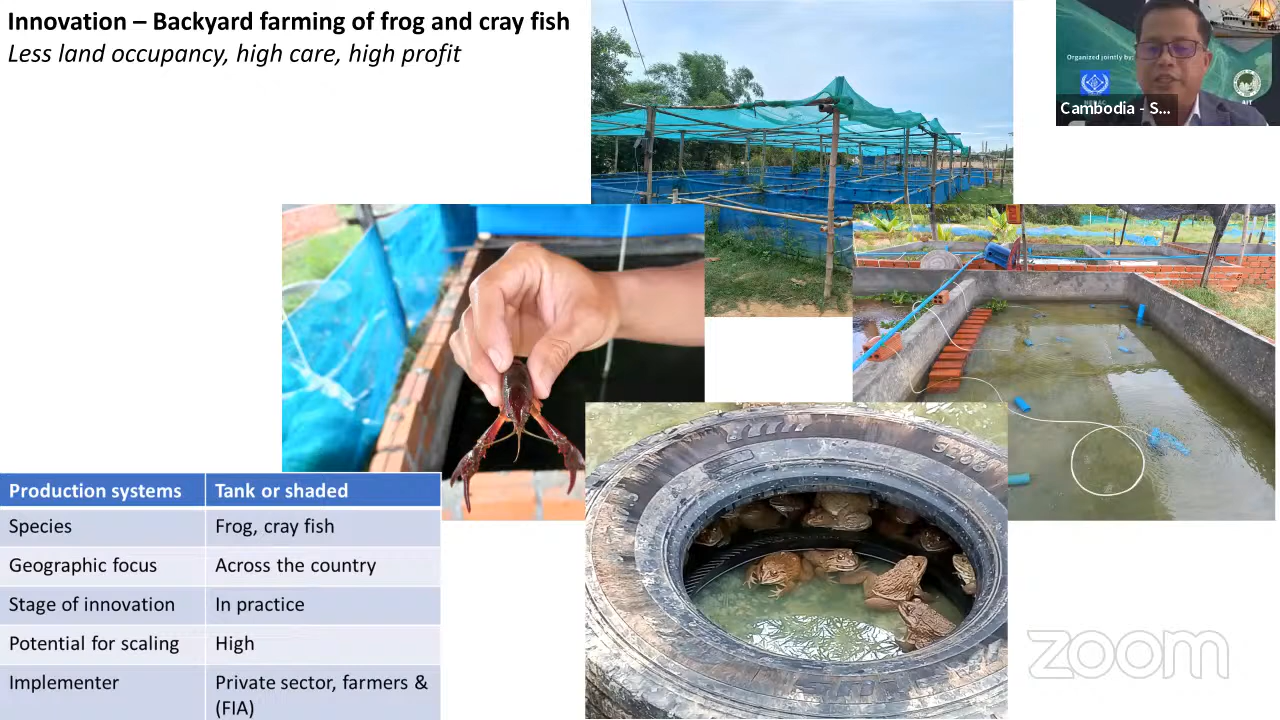 Innovation – Backyard farming of frog and cray fish
Less land occupancy, high care, high profit
Organized jointly by:
AIT
Cambodia - S...
Production systems
Tank or shaded
Species
Frog, cray fish
Geographic focus
Across the country
Stage of innovation
In practice
Potential for scaling
High
Implementer
Private sector, farmers &
(FIA)
zoom